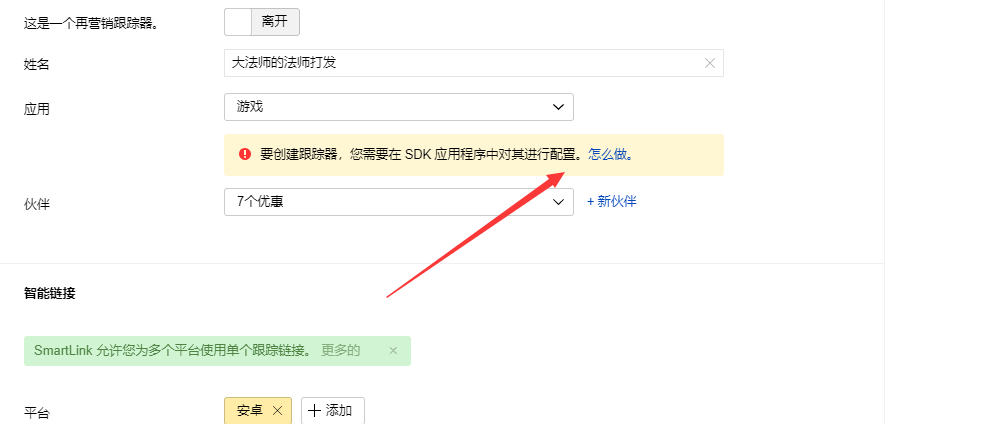 这是一个再营销跟踪器。 离开
姓名 大法师的法师打发
应用 游戏
要创建跟踪器，您需要在 SDK 应用程序中对其进行配置。怎么做。
伙伴 7个优惠 + 新伙伴
智能链接
SmartLink 允许您为多个平台使用单个跟踪链接。 更多的
平台 安卓 添加